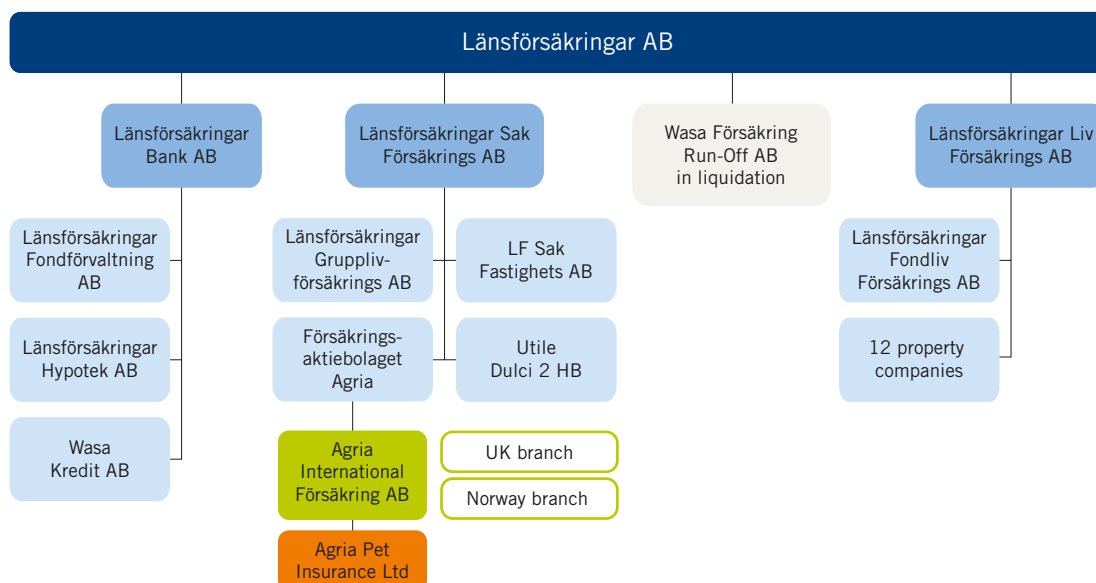 Länsförsäkringar AB
Länsförsäkringar
Bank AB
Länsförsäkringar Sak
Försäkrings AB
Wasa Försäkring
Run-Off AB
in liquidation
Länsförsäkringar Liv
Försäkrings AB
Länsförsäkringar
Fondförvaltning
AB
Länsförsäkringar
Gruppliv-
försäkrings AB
LF Sak
Fastighets AB
Länsförsäkringar
Fondliv
Försäkrings AB
Länsförsäkringar
Hypotek AB
Försäkrings-
aktiebolaget
Agria
Utile
Dulci 2 HB
12 property
companies
Wasa
Kredit AB
Agria
International
Försäkring AB
UK branch
Norway branch
Agria Pet
Insurance Ltd